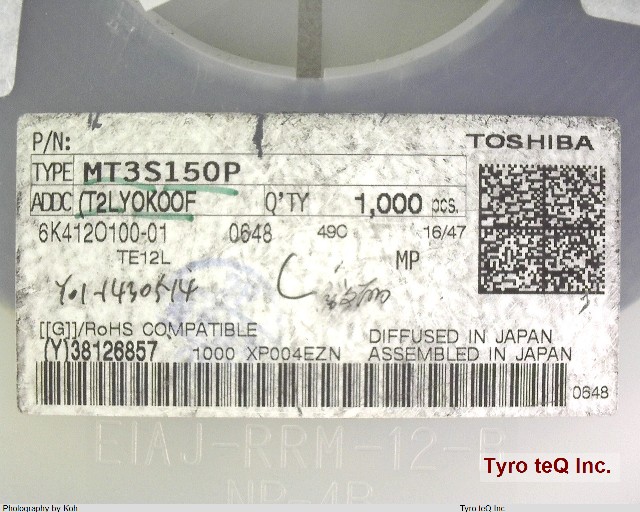 P/N: TOSHIBA
TYPE MT3S150P
ADDC (T2LYOKOOF Q'TY 1,000 pcs.
6K4120100-01 0648 49C 16/47
TE12L MP
[[G]]/RoHS COMPATIBLE DIFFUSED IN JAPAN
(Y)38126857 1000 XP004EZN ASSEMBLED IN JAPAN
0648
EIAJ-RRM-12-B
Tyro teQ Inc.
Photography by Koh Tyro teQ Inc